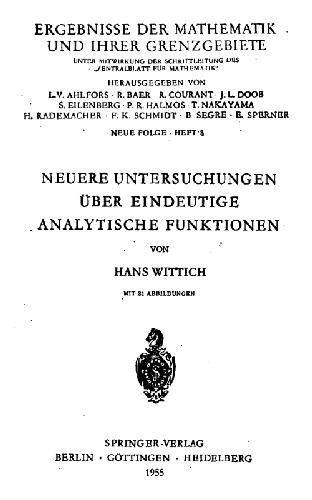 ERGEBNISSE DER MATHEMATIK
UND IHRER GRENZGEBIETE
UNTER MITWIRKUNG DER SCHRIFTLEITUNG DES
„ZENTRALBLATT FÜR MATHEMATIK"
HERAUSGEGEBEN VON
L.V. AHLFORS · R. BAER · R. COURANT · J. L. DOOB
S. EILENBERG · P. R. HALMOS · T. NAKAYAMA
H. RADEMACHER · F. K. SCHMIDT · B. SEGRE · E. SPERNER
NEUE FOLGE · HEFT 8
NEUERE UNTERSUCHUNGEN
ÜBER EINDEUTIGE
ANALYTISCHE FUNKTIONEN
VON
HANS WITTICH
MIT 31 ABBILDUNGEN
S
SPRINGER-VERLAG
BERLIN · GÖTTINGEN · HEIDELBERG
1955